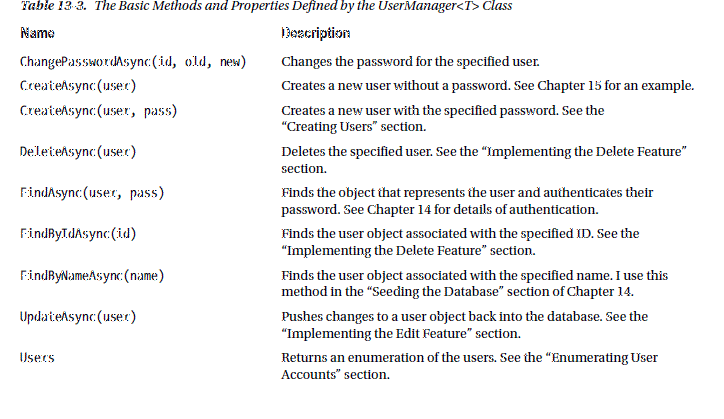 Table 13-3. The Basic Methods and Properties Defined by the UserManager<T> Class
Name Description
ChangePasswordAsync(id, old, new) Changes the password for the specified user.
CreateAsync(user) Creates a new user without a password. See Chapter 15 for an example.
CreateAsync(user, pass) Creates a new user with the specified password. See the
“Creating Users” section.
DeleteAsync(user) Deletes the specified user. See the “Implementing the Delete Feature”
section.
FindAsync(user, pass) Finds the object that represents the user and authenticates their
password. See Chapter 14 for details of authentication.
FindByIdAsync(id) Finds the user object associated with the specified ID. See the
“Implementing the Delete Feature” section.
FindByNameAsync(name) Finds the user object associated with the specified name. I use this
method in the “Seeding the Database” section of Chapter 14.
UpdateAsync(user) Pushes changes to a user object back into the database. See the
“Implementing the Edit Feature” section.
Users Returns an enumeration of the users. See the “Enumerating User
Accounts” section.